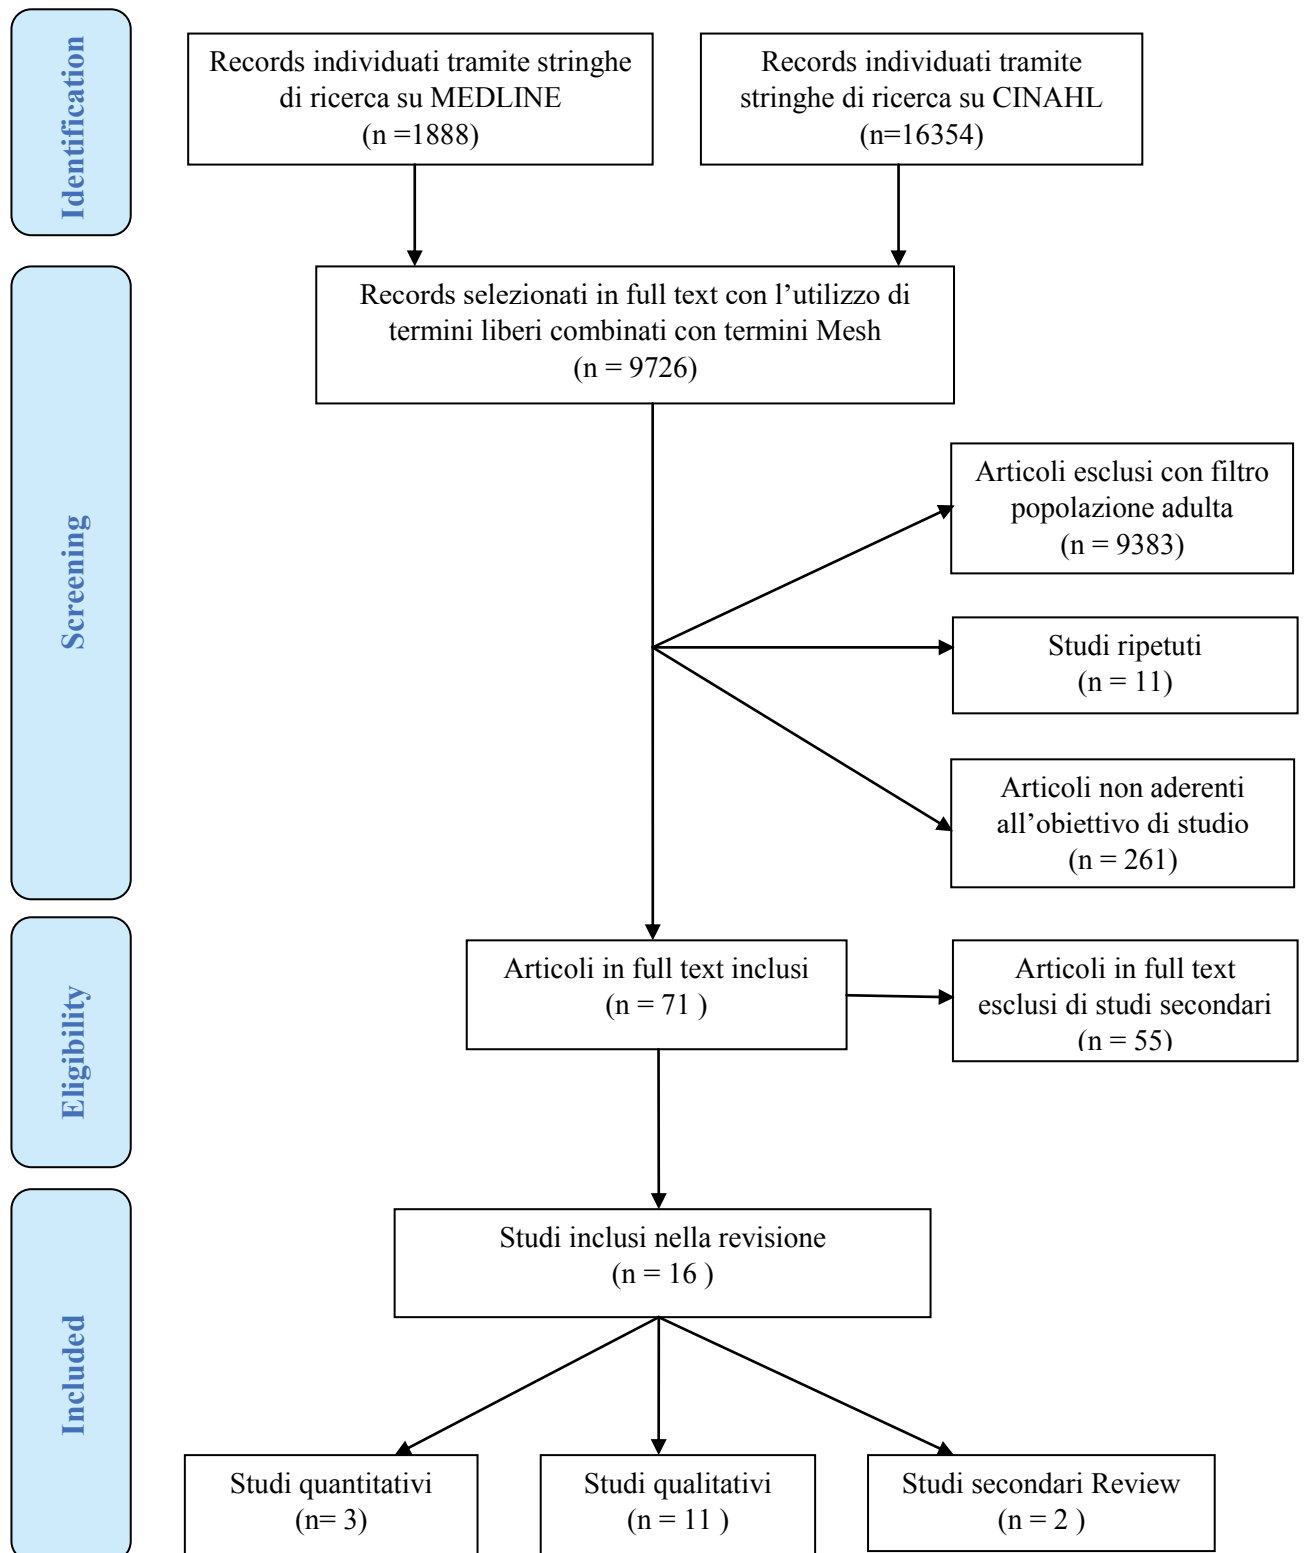 Identification
Records individuati tramite stringhe
di ricerca su MEDLINE
(n =1888)
Records individuati tramite
stringhe di ricerca su CINAHL
(n=16354)
Screening
Records selezionati in full text con l’utilizzo di
termini liberi combinati con termini Mesh
(n = 9726)
Articoli esclusi con filtro
popolazione adulta
(n = 9383)
Studi ripetuti
(n = 11)
Articoli non aderenti
all’obiettivo di studio
(n = 261)
Eligibility
Articoli in full text inclusi
(n = 71 )
Articoli in full text
esclusi di studi secondari
(n = 55)
Included
Studi inclusi nella revisione
(n = 16 )
Studi quantitativi
(n= 3)
Studi qualitativi
(n = 11 )
Studi secondari Review
(n = 2 )